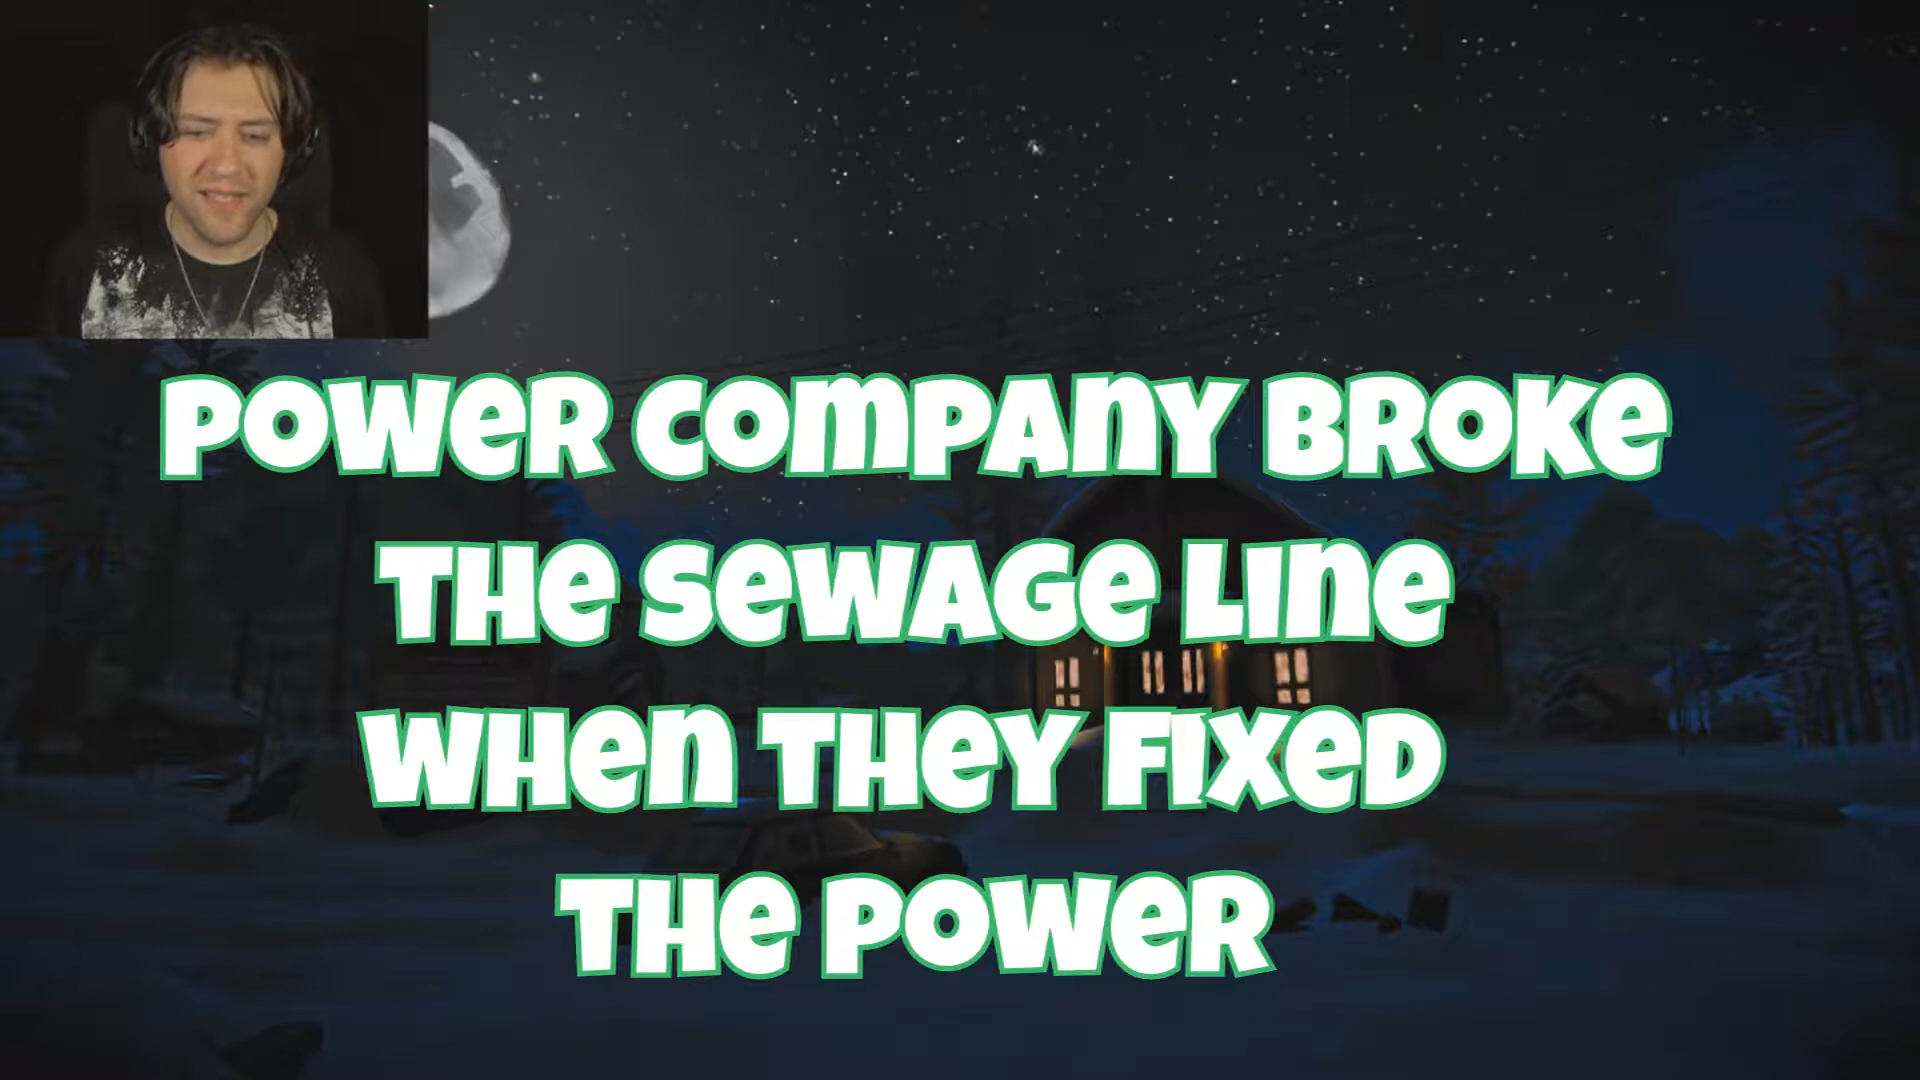 POWER COMPANY BROKE
THE SEWAGE LINE
WHEN THEY FIXED
THE POWER